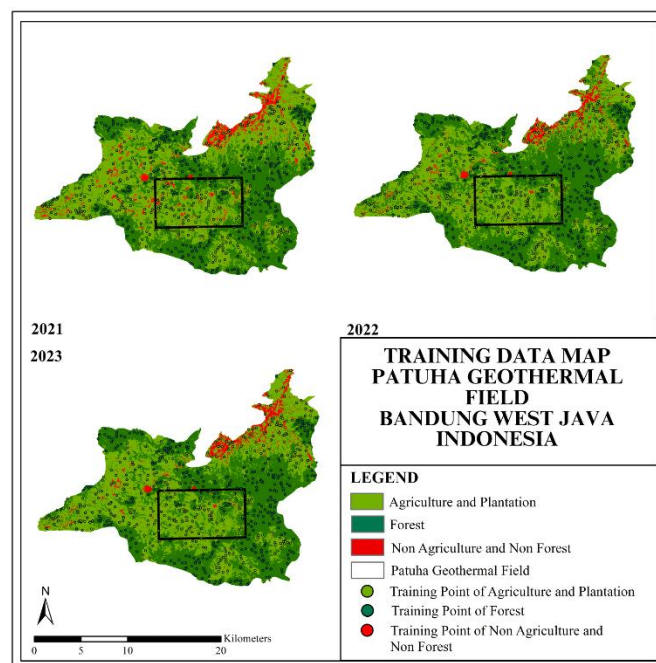 2021
2022
2023
TRAINING DATA MAP
PATUHA GEOTHERMAL
FIELD
BANDUNG WEST JAVA
INDONESIA
LEGEND
Agriculture and Plantation
Forest
Non Agriculture and Non Forest
Patuha Geothermal Field
Training Point of Agriculture and Plantation
Training Point of Forest
Training Point of Non Agriculture and
Non Forest
N
Kilometers
0 5 10 20